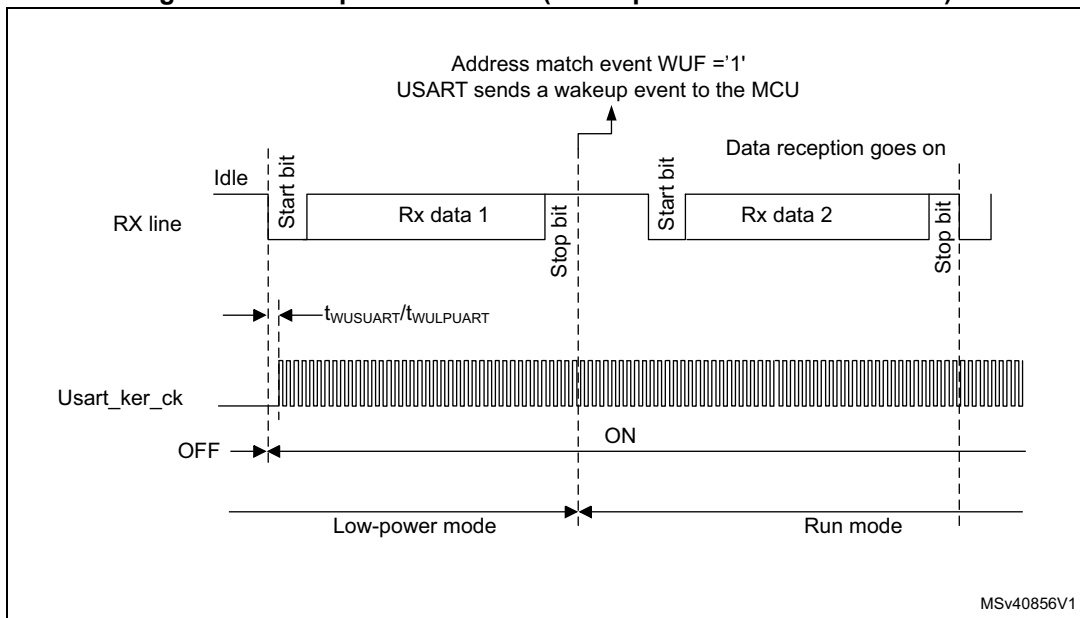 Address match event WUF ='1'
USART sends a wakeup event to the MCU
Data reception goes on
Idle
Start bit
Start bit
RX line
Rx data 1
Rx data 2
Stop bit
Stop bit
tWUSUART/tWULPUART
Usart_ker_ck
ON
OFF
Low-power mode
Run mode
MSv40856V1